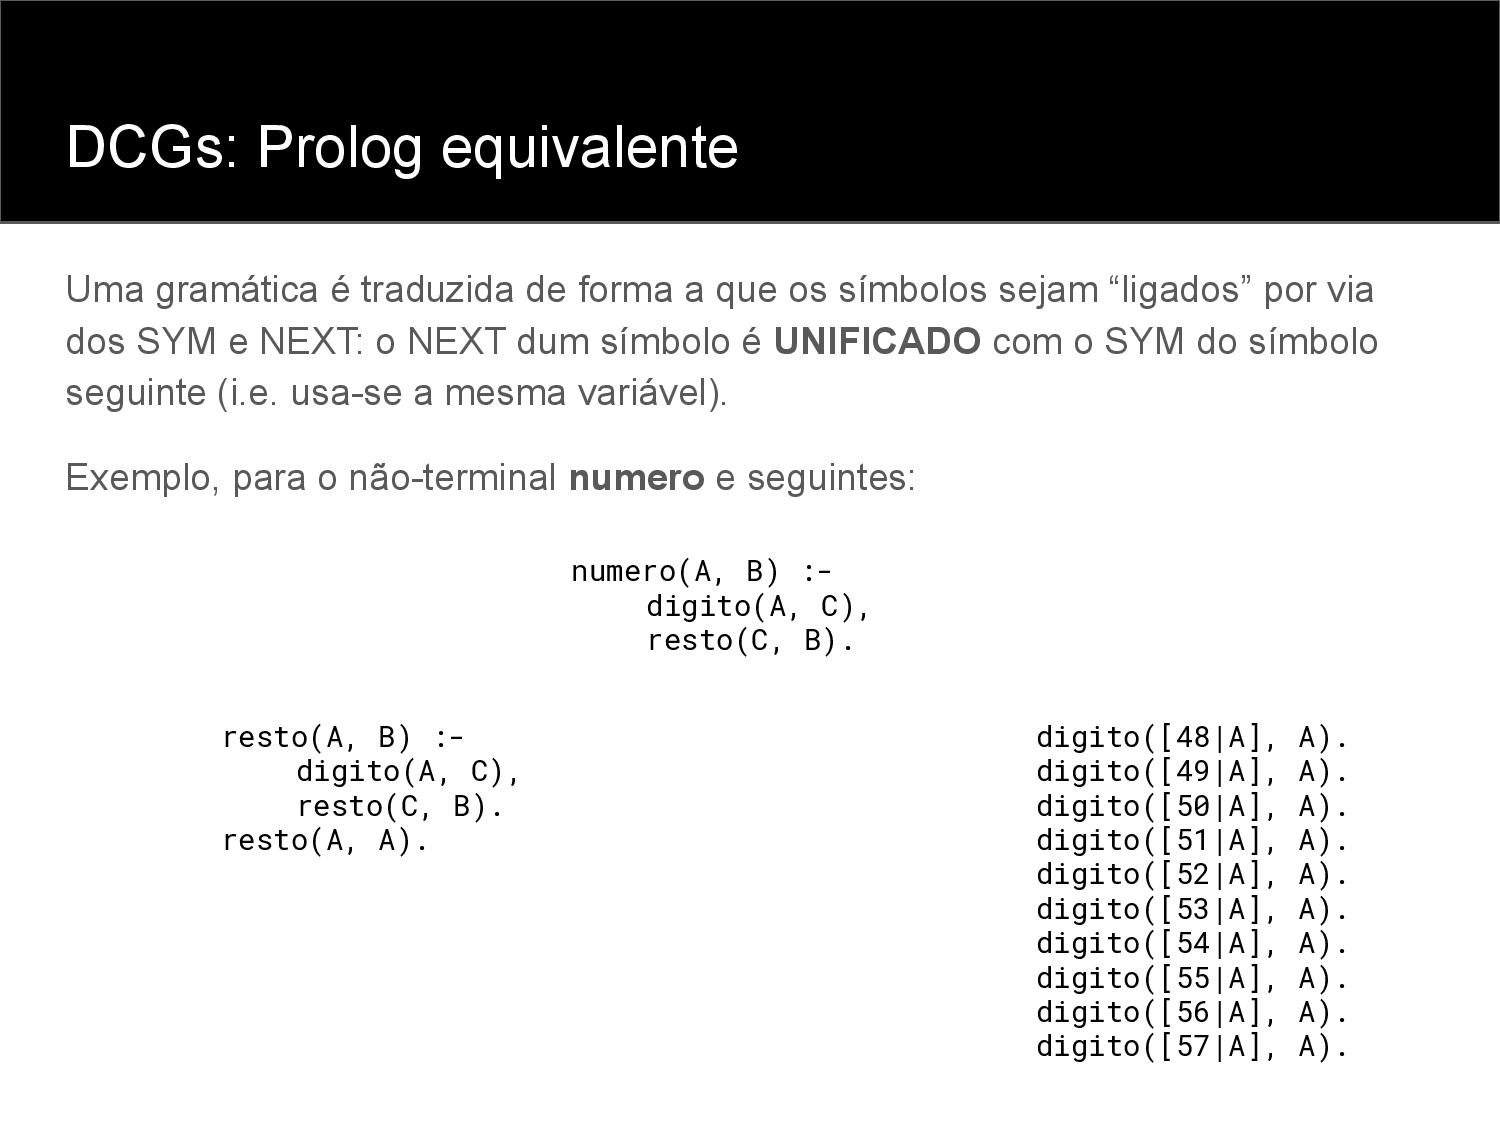 DCGs: Prolog equivalente
Uma gramática é traduzida de forma a que os símbolos sejam “ligados” por via
dos SYM e NEXT: o NEXT dum símbolo é UNIFICADO com o SYM do símbolo
seguinte (i.e. usa-se a mesma variável).
Exemplo, para o não-terminal numero e seguintes:
numero(A, B) :-
digito(A, C),
resto(C, B).
resto(A, B) :-
digito(A, C),
resto(C, B).
resto(A, A).
digito([48|A], A).
digito([49|A], A).
digito([50|A], A).
digito([51|A], A).
digito([52|A], A).
digito([53|A], A).
digito([54|A], A).
digito([55|A], A).
digito([56|A], A).
digito([57|A], A).